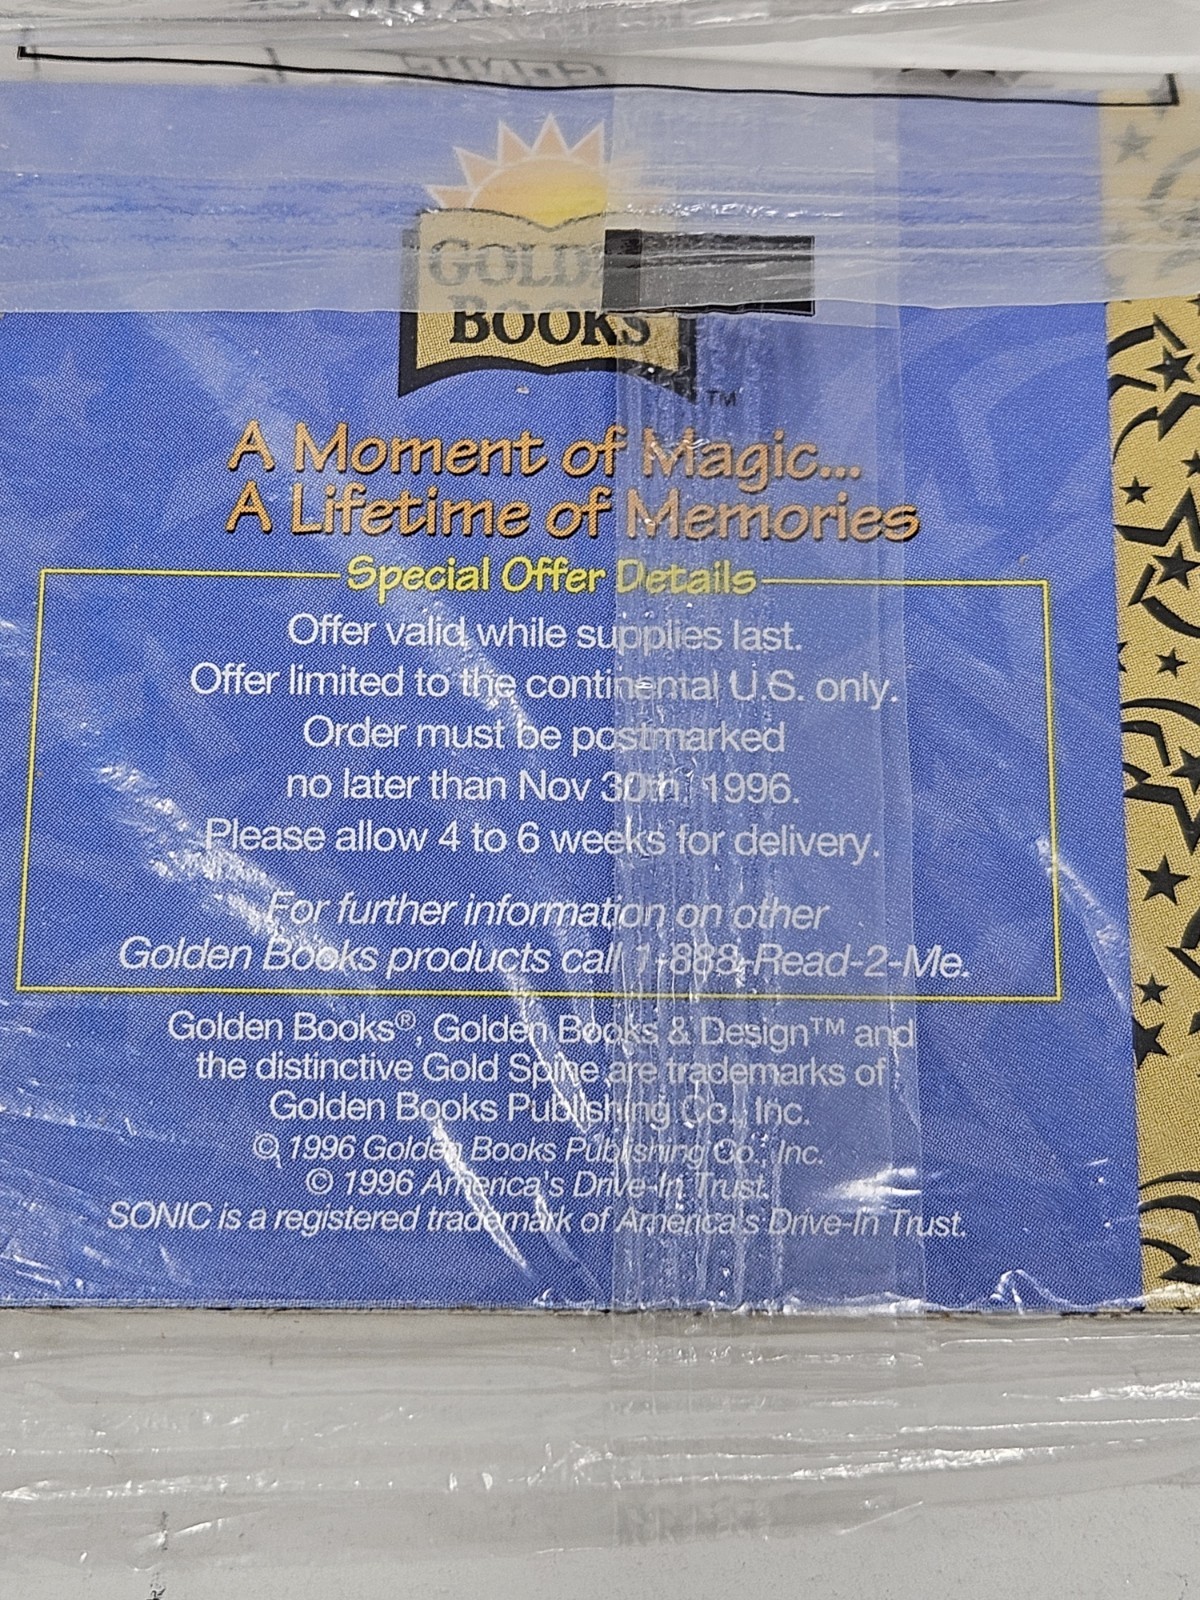 GOLDEN
BOOKS
TM
A Moment of Magic...
A Lifetime of Memories
Special Offer Details
Offer valid while supplies last.
Offer limited to the continental U.S. only.
Order must be postmarked
no later than Nov 30th, 1996.
Please allow 4 to 6 weeks for delivery.
For further information on other
Golden Books products call 1-888-Read-2-Me.
Golden Books®, Golden Books & Design™ and
the distinctive Gold Spine are trademarks of
Golden Books Publishing Co., Inc.
© 1996 Golden Books Publishing Co., Inc.
© 1996 America's Drive-In Trust.
SONIC is a registered trademark of America's Drive-In Trust.